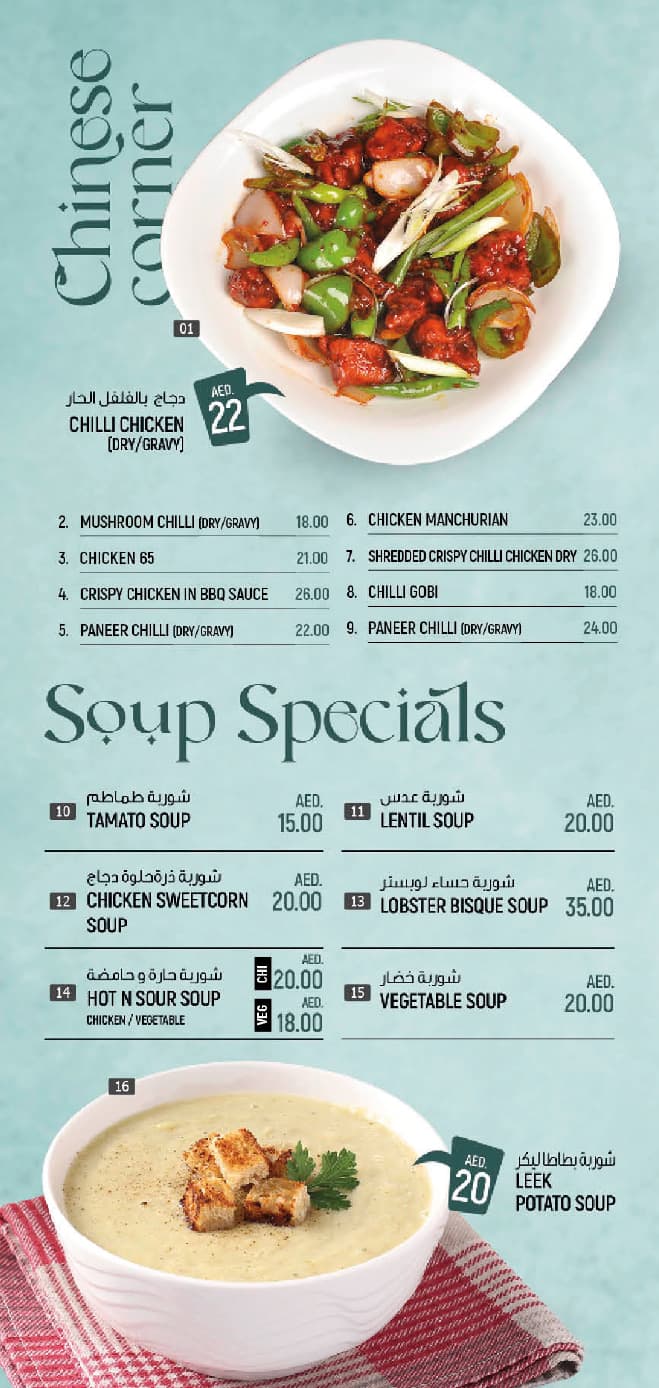 Chinese
corner
01
دجاج بالفلفل الحار
CHILLI CHICKEN
(DRY/GRAVY)
AED.
22
2. MUSHROOM CHILLI (DRY/GRAVY) 18.00
3. CHICKEN 65 21.00
4. CRISPY CHICKEN IN BBQ SAUCE 26.00
5. PANEER CHILLI (DRY/GRAVY) 22.00
6. CHICKEN MANCHURIAN 23.00
7. SHREDDED CRISPY CHILLI CHICKEN DRY 26.00
8. CHILLI GOBI 18.00
9. PANEER CHILLI (DRY/GRAVY) 24.00
Soup Specials
10
شوربة طماطم
TAMATO SOUP
AED.
15.00
11
شوربة عدس
LENTIL SOUP
AED.
20.00
12
شوربة ذرةحلوة دجاج
CHICKEN SWEETCORN
SOUP
AED.
20.00
13
شوربة حساء لوبستر
LOBSTER BISQUE SOUP
AED.
35.00
14
شوربة حارة و حامضة
HOT N SOUR SOUP
CHICKEN / VEGETABLE
CHI
AED.
20.00
VEG
AED.
18.00
15
شوربة خضار
VEGETABLE SOUP
AED.
20.00
16
AED.
20
شوربة بطاطا ليكر
LEEK
POTATO SOUP